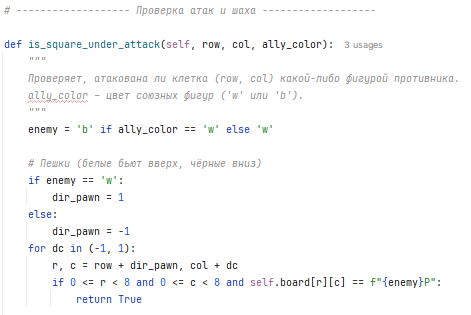 # ------------------- Проверка атак и шаха -------------------
def is_square_under_attack(self, row, col, ally_color):  3 usages
    """
    Проверяет, атакована ли клетка (row, col) какой-либо фигурой противника.
    ally_color – цвет союзных фигур ('w' или 'b').
    """
    enemy = 'b' if ally_color == 'w' else 'w'
    # Пешки (белые бьют вверх, чёрные вниз)
    if enemy == 'w':
        dir_pawn = 1
    else:
        dir_pawn = -1
    for dc in (-1, 1):
        r, c = row + dir_pawn, col + dc
        if 0 <= r < 8 and 0 <= c < 8 and self.board[r][c] == f"{enemy}P":
            return True